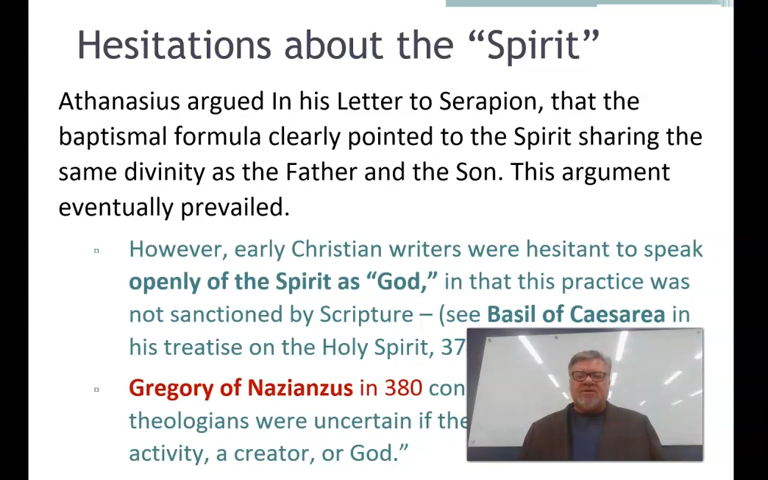 Hesitations about the “Spirit”
Athanasius argued In his Letter to Serapion, that the
baptismal formula clearly pointed to the Spirit sharing the
same divinity as the Father and the Son. This argument
eventually prevailed.
However, early Christian writers were hesitant to speak
openly of the Spirit as “God,” in that this practice was
not sanctioned by Scripture – (see Basil of Caesarea in
his treatise on the Holy Spirit, 37
Gregory of Nazianzus in 380 con
theologians were uncertain if the
activity, a creator, or God.”